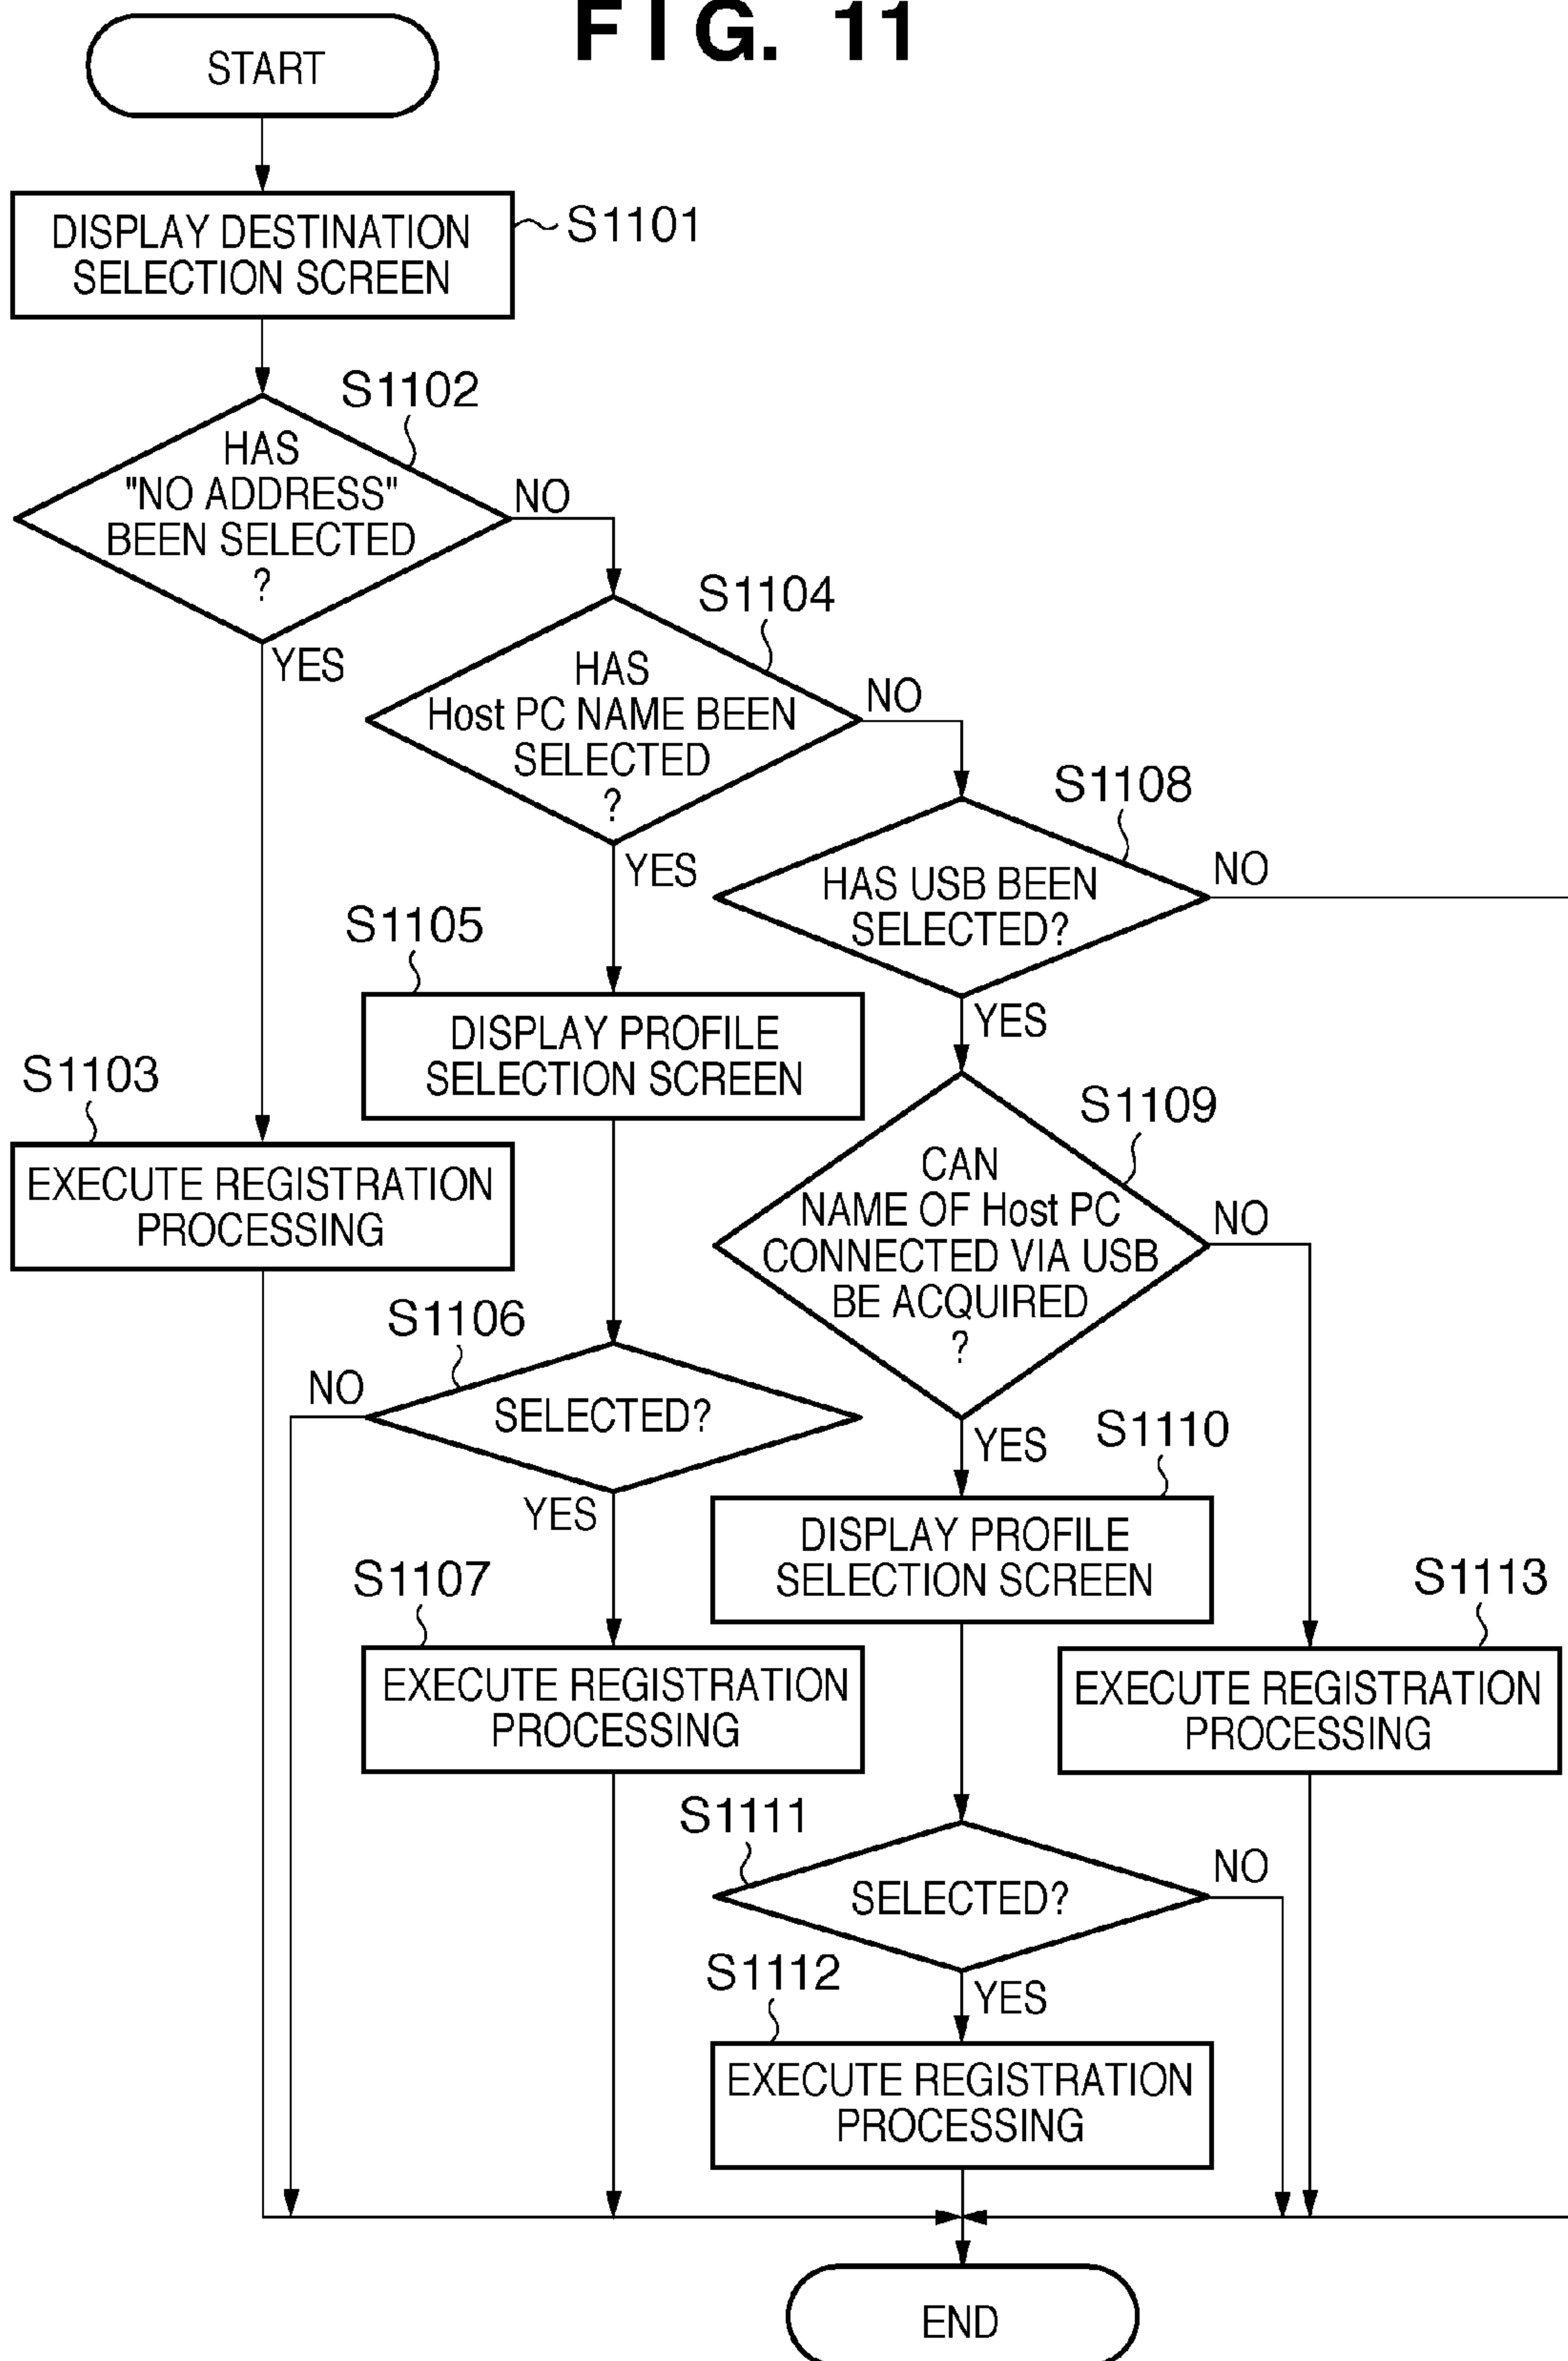 FIG. 11
START
DISPLAY DESTINATION
SELECTION SCREEN
S1101
S1102
HAS
"NO ADDRESS"
BEEN SELECTED
?
NO
YES
S1104
HAS
Host PC NAME BEEN
SELECTED
?
NO
YES
S1108
HAS USB BEEN
SELECTED?
NO
YES
S1105
DISPLAY PROFILE
SELECTION SCREEN
S1103
EXECUTE REGISTRATION
PROCESSING
S1109
CAN
NAME OF Host PC
CONNECTED VIA USB
BE ACQUIRED
?
NO
YES
S1106
SELECTED?
NO
YES
S1110
DISPLAY PROFILE
SELECTION SCREEN
S1107
EXECUTE REGISTRATION
PROCESSING
S1113
EXECUTE REGISTRATION
PROCESSING
S1111
SELECTED?
NO
YES
S1112
EXECUTE REGISTRATION
PROCESSING
END